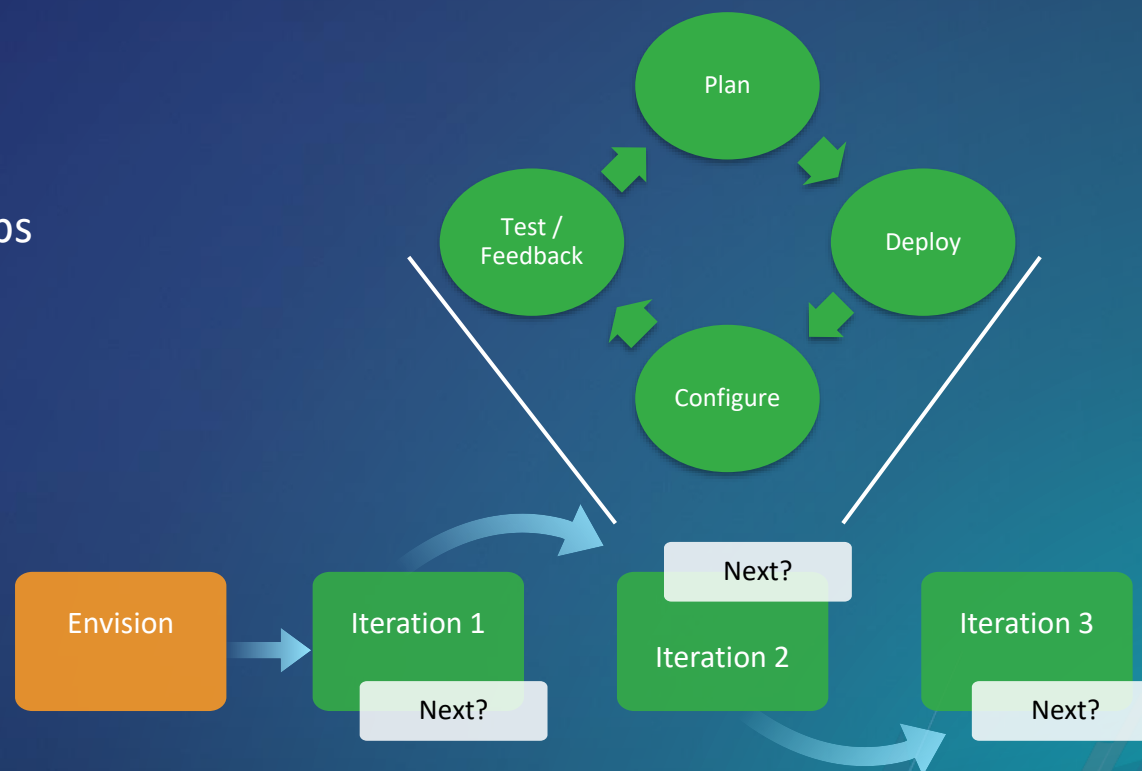 Plan
Test /
Feedback
Deploy
Configure
Next?
Envision
Iteration 1
Iteration 2
Iteration 3
Next?
Next?